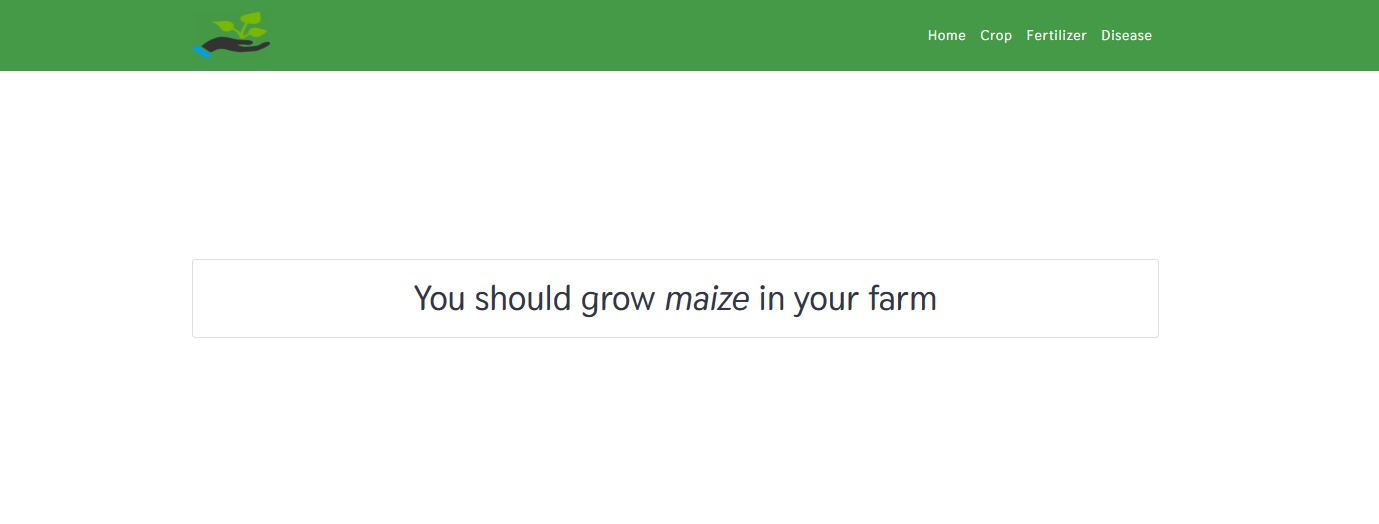 Home Crop Fertilizer Disease
You should grow maize in your farm